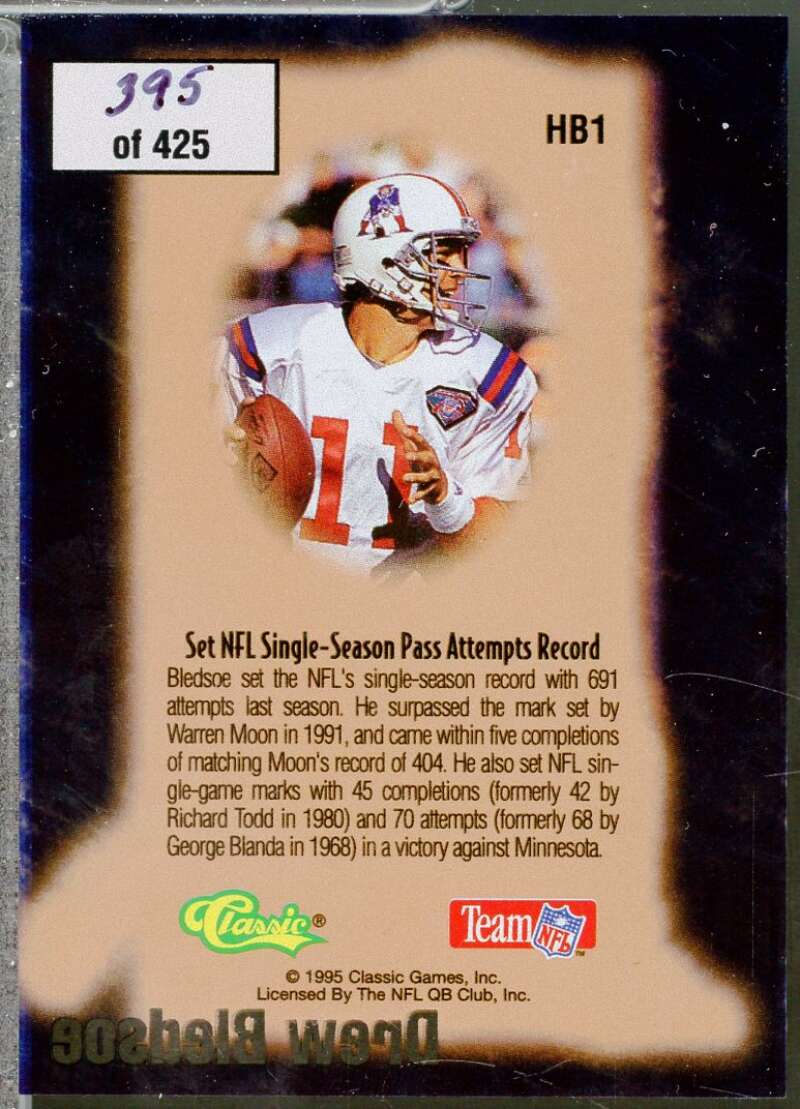 395
of 425
HB1
11
1
Set NFL Single-Season Pass Attempts Record
Bledsoe set the NFL's single-season record with 691
attempts last season. He surpassed the mark set by
Warren Moon in 1991, and came within five completions
of matching Moon's record of 404. He also set NFL sin-
gle-game marks with 45 completions (formerly 42 by
Richard Todd in 1980) and 70 attempts (formerly 68 by
George Blanda in 1968) in a victory against Minnesota.
Classic®
Team NFL™
© 1995 Classic Games, Inc.
Licensed By The NFL QB Club, Inc.
Drew Bledsoe